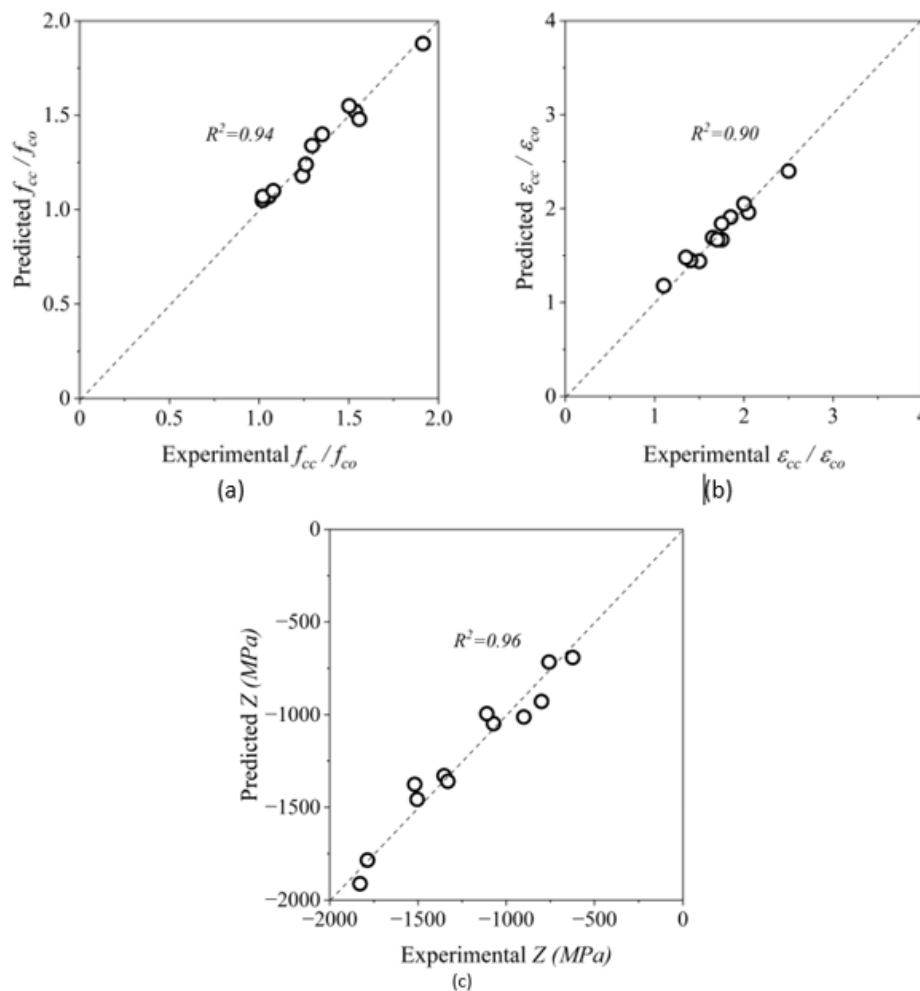 2.0
1.5
1.0
0.5
0
R²=0.94
Predicted f_cc / f_co
0 0.5 1.0 1.5 2.0
Experimental f_cc / f_co
(a)
4
3
2
1
0
R²=0.90
Predicted ε_cc / ε_co
0 1 2 3 4
Experimental ε_cc / ε_co
(b)
0
−500
−1000
−1500
−2000
R²=0.96
Predicted Z (MPa)
−2000 −1500 −1000 −500 0
Experimental Z (MPa)
(c)